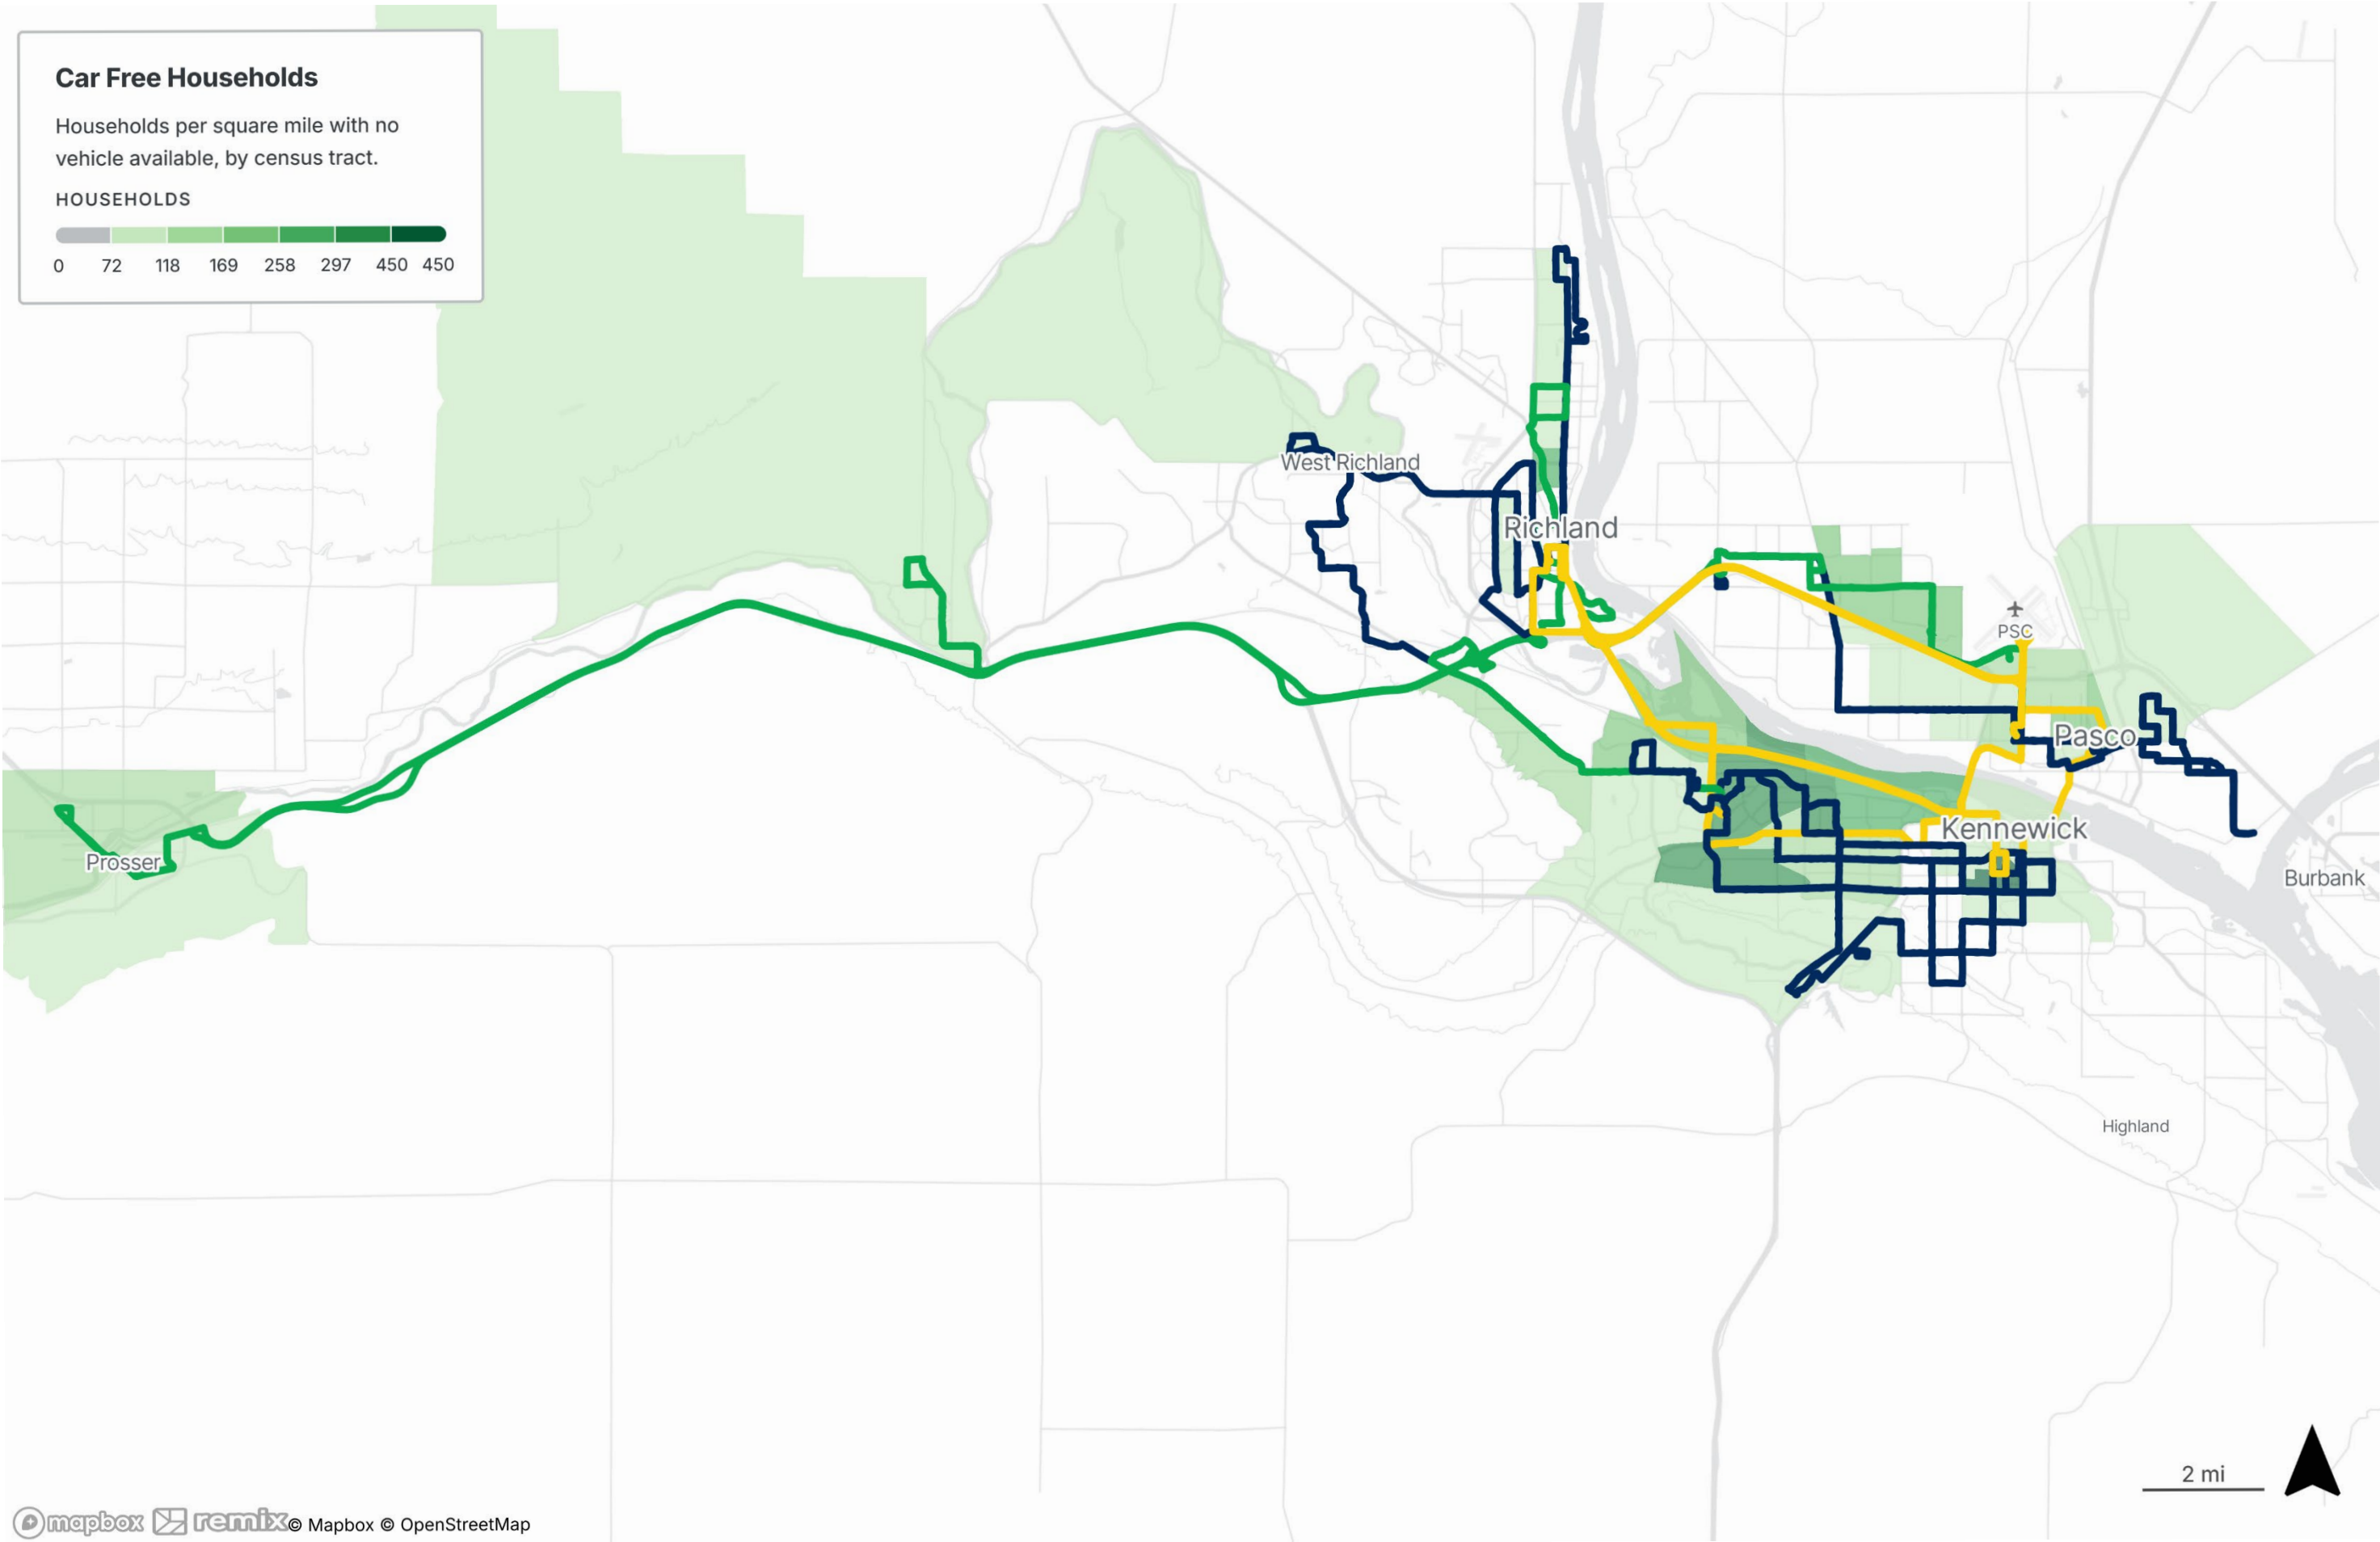 Car Free Households
Households per square mile with no
vehicle available, by census tract.
HOUSEHOLDS
0 72 118 169 258 297 450 450
West Richland
Richland
PSC
Pasco
Kennewick
Prosser
Burbank
Highland
2 mi
mapbox remix © Mapbox © OpenStreetMap